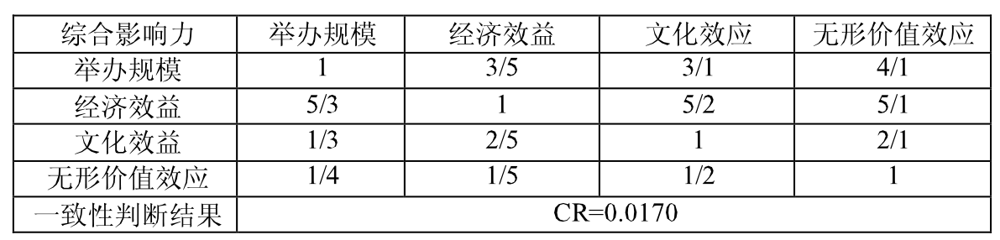 综合影响力 举办规模 经济效益 文化效应 无形价值效应
举办规模 1 3/5 3/1 4/1
经济效益 5/3 1 5/2 5/1
文化效益 1/3 2/5 1 2/1
无形价值效应 1/4 1/5 1/2 1
一致性判断结果 CR=0.0170